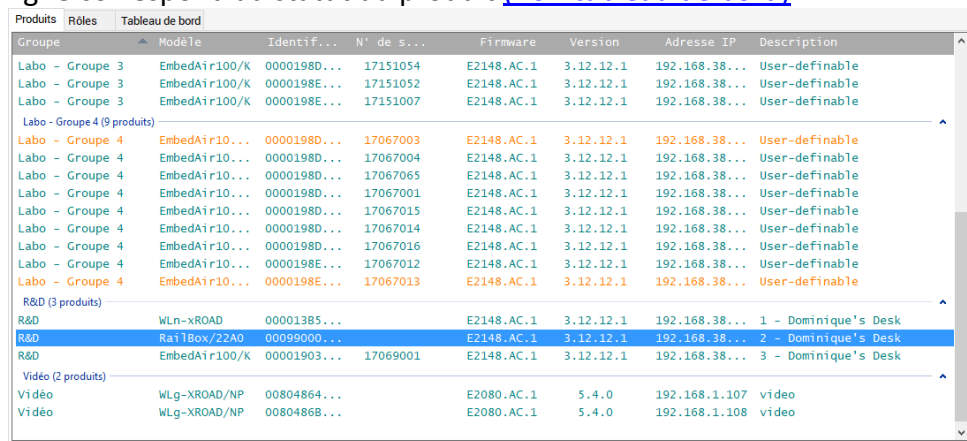 Produits Rôles Tableau de bord
Groupe Modèle Identif... N' de s... Firmware Version Adresse IP Description
Labo - Groupe 3 EmbedAir100/K 0000198D... 17151054 E2148.AC.1 3.12.12.1 192.168.38... User-definable
Labo - Groupe 3 EmbedAir100/K 0000198E... 17151052 E2148.AC.1 3.12.12.1 192.168.38... User-definable
Labo - Groupe 3 EmbedAir100/K 0000198E... 17151007 E2148.AC.1 3.12.12.1 192.168.38... User-definable
Labo - Groupe 4 (9 produits)
Labo - Groupe 4 EmbedAir10... 0000198D... 17067003 E2148.AC.1 3.12.12.1 192.168.38... User-definable
Labo - Groupe 4 EmbedAir10... 0000198D... 17067004 E2148.AC.1 3.12.12.1 192.168.38... User-definable
Labo - Groupe 4 EmbedAir10... 0000198D... 17067065 E2148.AC.1 3.12.12.1 192.168.38... User-definable
Labo - Groupe 4 EmbedAir10... 0000198D... 17067001 E2148.AC.1 3.12.12.1 192.168.38... User-definable
Labo - Groupe 4 EmbedAir10... 0000198D... 17067015 E2148.AC.1 3.12.12.1 192.168.38... User-definable
Labo - Groupe 4 EmbedAir10... 0000198D... 17067014 E2148.AC.1 3.12.12.1 192.168.38... User-definable
Labo - Groupe 4 EmbedAir10... 0000198D... 17067016 E2148.AC.1 3.12.12.1 192.168.38... User-definable
Labo - Groupe 4 EmbedAir10... 0000198E... 17067012 E2148.AC.1 3.12.12.1 192.168.38... User-definable
Labo - Groupe 4 EmbedAir10... 0000198E... 17067013 E2148.AC.1 3.12.12.1 192.168.38... User-definable
R&D (3 produits)
R&D WLn-xROAD 000013B5... E2148.AC.1 3.12.12.1 192.168.38... 1 - Dominique's Desk
R&D RailBox/22A0 00099000... E2148.AC.1 3.12.12.1 192.168.38... 2 - Dominique's Desk
R&D EmbedAir100/K 00001903... 17069001 E2148.AC.1 3.12.12.1 192.168.38... 3 - Dominique's Desk
Vidéo (2 produits)
Vidéo WLg-XROAD/NP 00804864... E2080.AC.1 5.4.0 192.168.1.107 video
Vidéo WLg-XROAD/NP 0080486B... E2080.AC.1 5.4.0 192.168.1.108 video